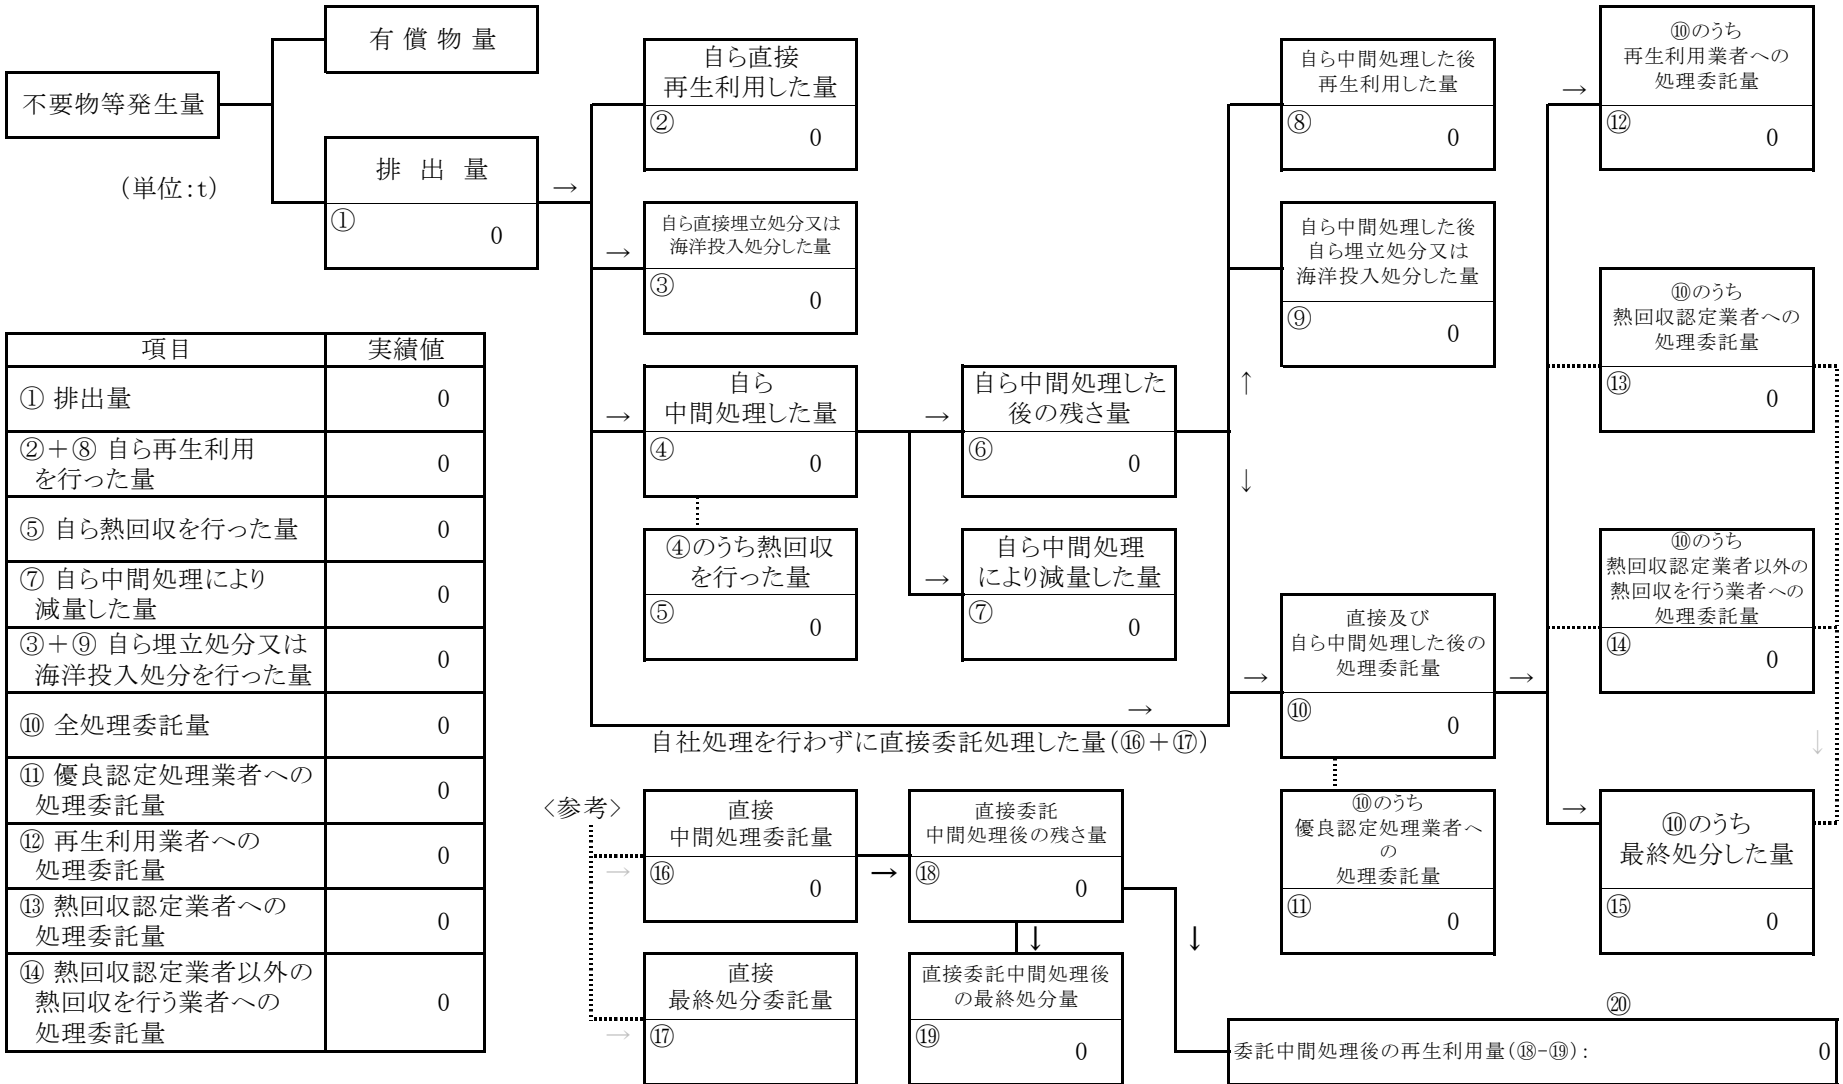 不要物等発生量
(単位:t)
有 償 物 量
排 出 量
①
0
→
自ら直接
再生利用した量
②
0
→
自ら直接埋立処分又は
海洋投入処分した量
③
0
→
自ら
中間処理した量
④
0
④のうち熱回収
を行った量
⑤
0
→
自ら中間処理した
後の残さ量
⑥
0
→
自ら中間処理
により減量した量
⑦
0
自ら中間処理した後
再生利用した量
⑧
0
自ら中間処理した後
自ら埋立処分又は
海洋投入処分した量
⑨
0
↑
↓
→
直接及び
自ら中間処理した後の
処理委託量
⑩
0
→
⑩のうち
優良認定処理業者へ
の
処理委託量
⑪
0
→
⑩のうち
再生利用業者への
処理委託量
⑫
0
⑩のうち
熱回収認定業者への
処理委託量
⑬
0
⑩のうち
熱回収認定業者以外の
熱回収を行う業者への
処理委託量
⑭
0
↓
→
⑩のうち
最終処分した量
⑮
0
→
自社処理を行わずに直接委託処理した量(⑯+⑰)
<参考>
→
直接
中間処理委託量
⑯
0
→
直接委託
中間処理後の残さ量
⑱
0
↓
↓
→
直接
最終処分委託量
⑰
直接委託中間処理後
の最終処分量
⑲
0
⑳
委託中間処理後の再生利用量(⑱-⑲): 0
項目 実績値
① 排出量 0
②+⑧ 自ら再生利用
を行った量 0
⑤ 自ら熱回収を行った量 0
⑦ 自ら中間処理により
減量した量 0
③+⑨ 自ら埋立処分又は
海洋投入処分を行った量 0
⑩ 全処理委託量 0
⑪ 優良認定処理業者への
処理委託量 0
⑫ 再生利用業者への
処理委託量 0
⑬ 熱回収認定業者への
処理委託量 0
⑭ 熱回収認定業者以外の
熱回収を行う業者への
処理委託量 0